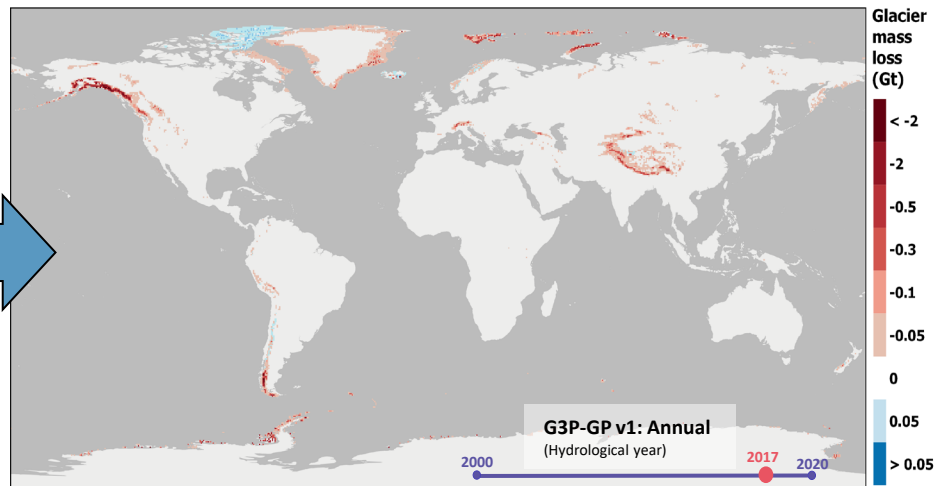 Glacier
mass
loss
(Gt)
< -2
-2
-0.5
-0.3
-0.1
-0.05
0
0.05
> 0.05
G3P-GP v1: Annual
(Hydrological year)
2000
2017
2020